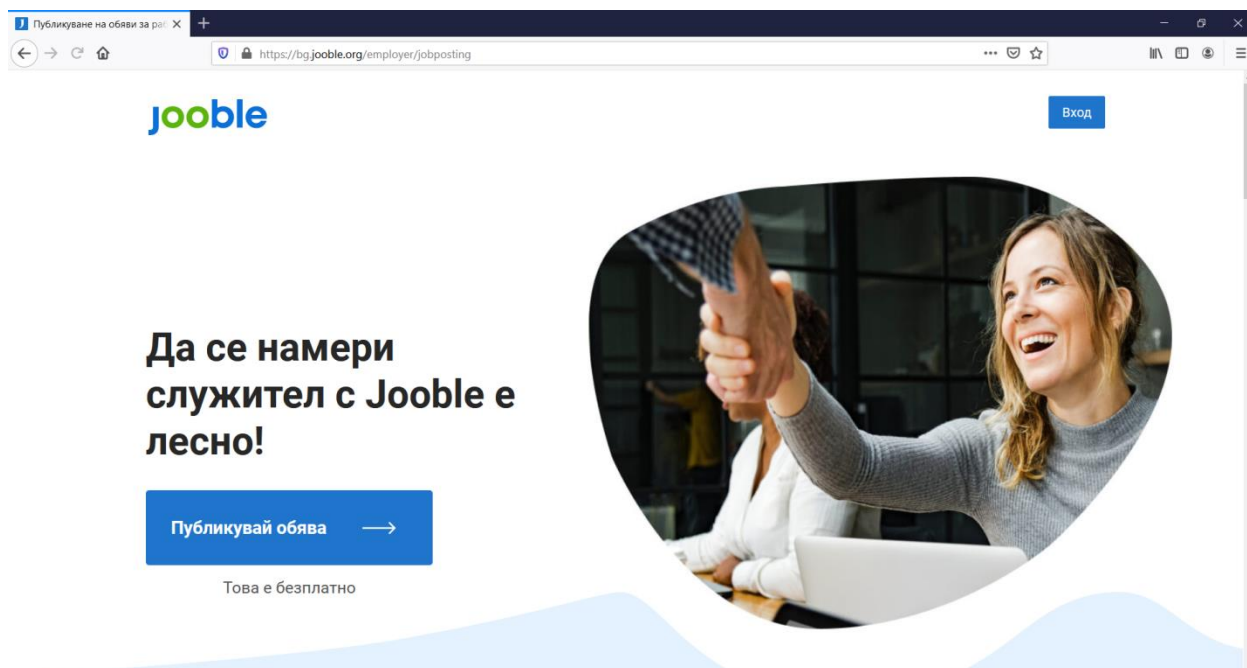 Публикуване на обяви за раб
https://bg.jooble.org/employer/jobposting
jooble
Вход
Да се намери
служител с Jooble е
лесно!
Публикувай обява
Това е безплатно